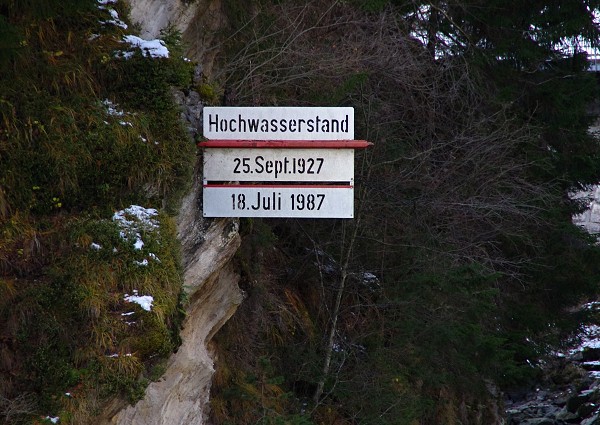 Hochwasserstand
25.Sept.1927
18.Juli 1987